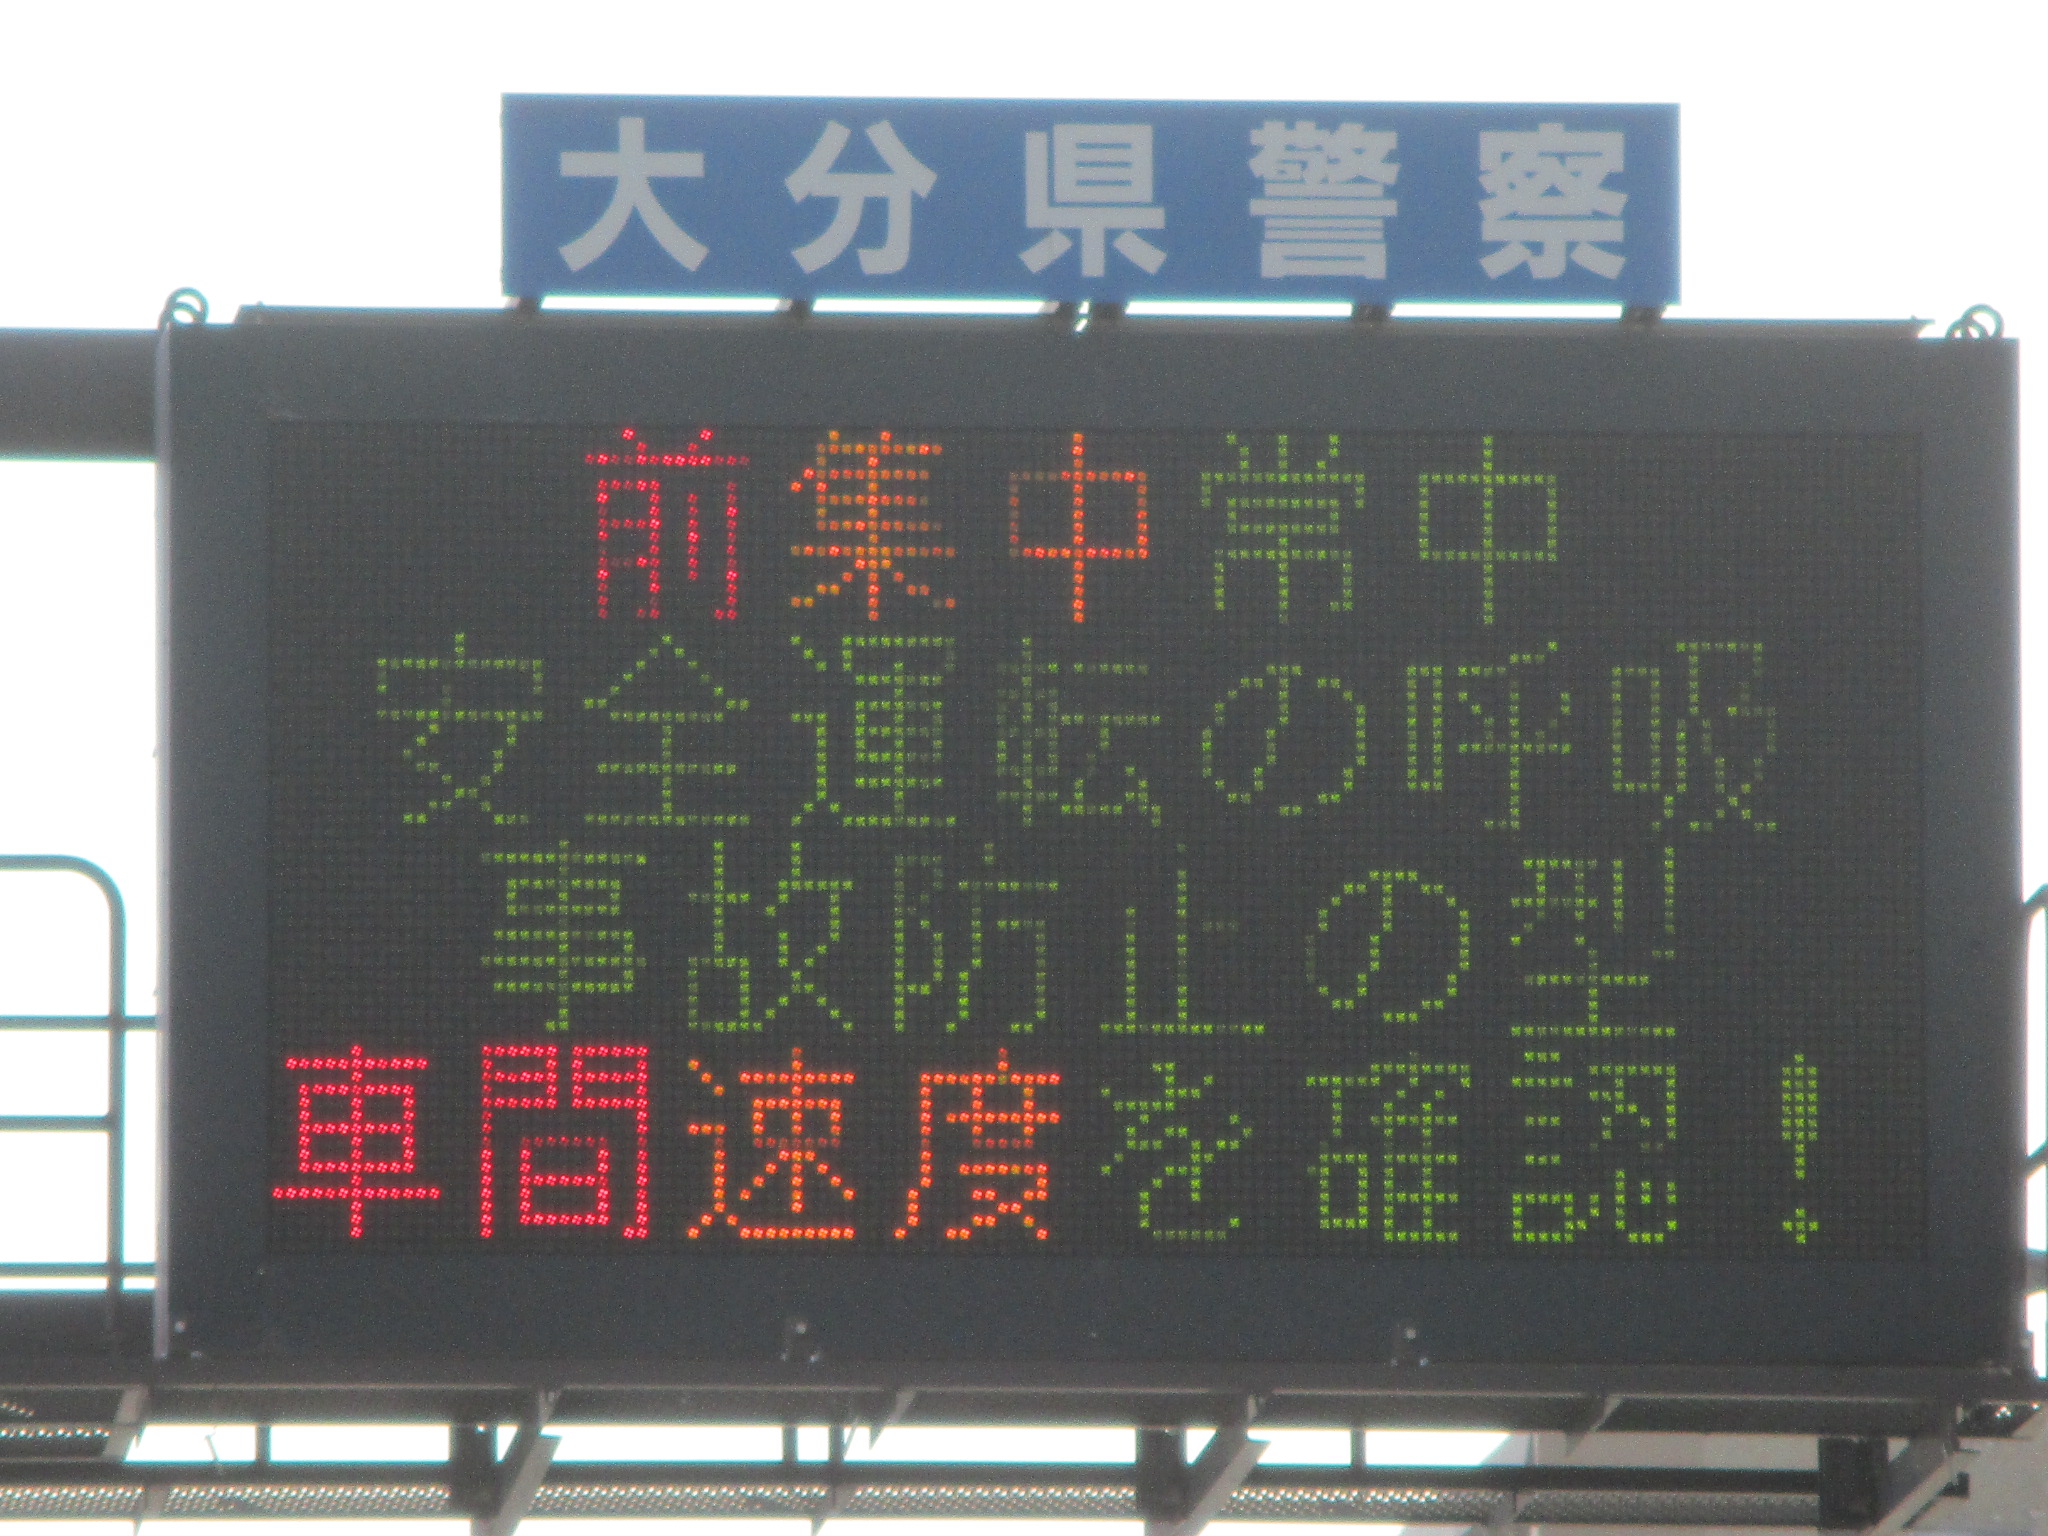 大分県警察
前集中常中
安全運転の呼吸
事故防止の型
車間速度を確認!